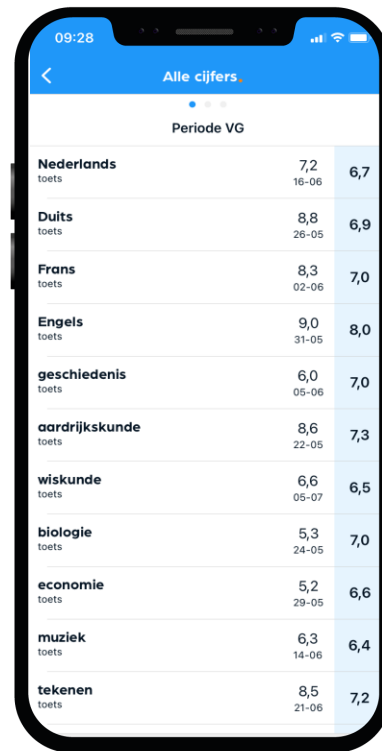 09:28
Alle cijfers.
Periode VG
Nederlands 7,2 6,7
toets 16-06
Duits 8,8 6,9
toets 26-05
Frans 8,3 7,0
toets 02-06
Engels 9,0 8,0
toets 31-05
geschiedenis 6,0 7,0
toets 05-06
aardrijkskunde 8,6 7,3
toets 22-05
wiskunde 6,6 6,5
toets 05-07
biologie 5,3 7,0
toets 24-05
economie 5,2 6,6
toets 29-05
muziek 6,3 6,4
toets 14-06
tekenen 8,5 7,2
toets 21-06